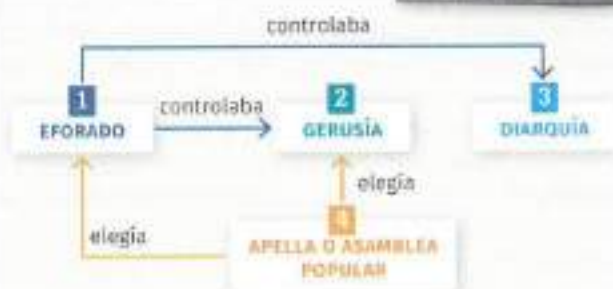 controlaba
1
EFORADO
controlaba
2
GERUSÍA
3
DIARQUÍA
elegía
elegía
4
APELLA O ASAMBLEA
POPULAR